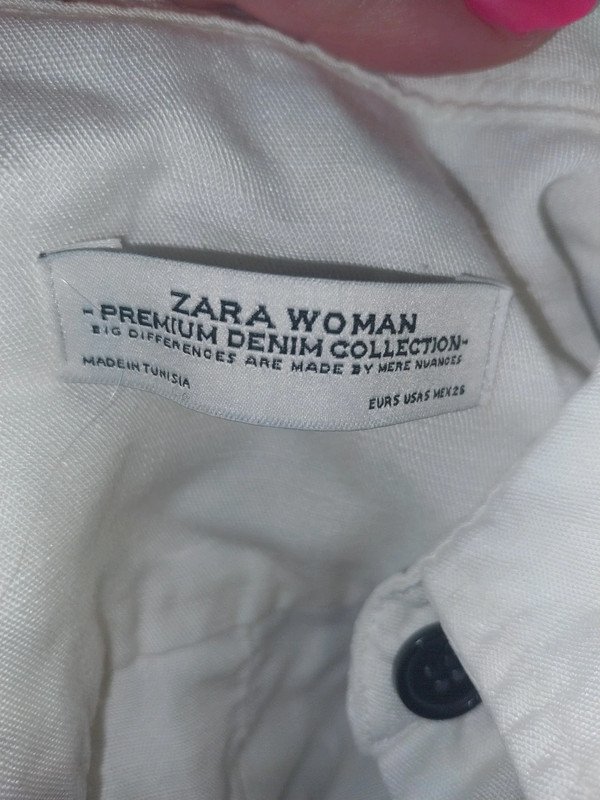 ZARA WOMAN
- PREMIUM DENIM COLLECTION-
BIG DIFFERENCES ARE MADE BY MERE NUANCES
MADE IN TUNISIA
EUR S USA S MEX 26